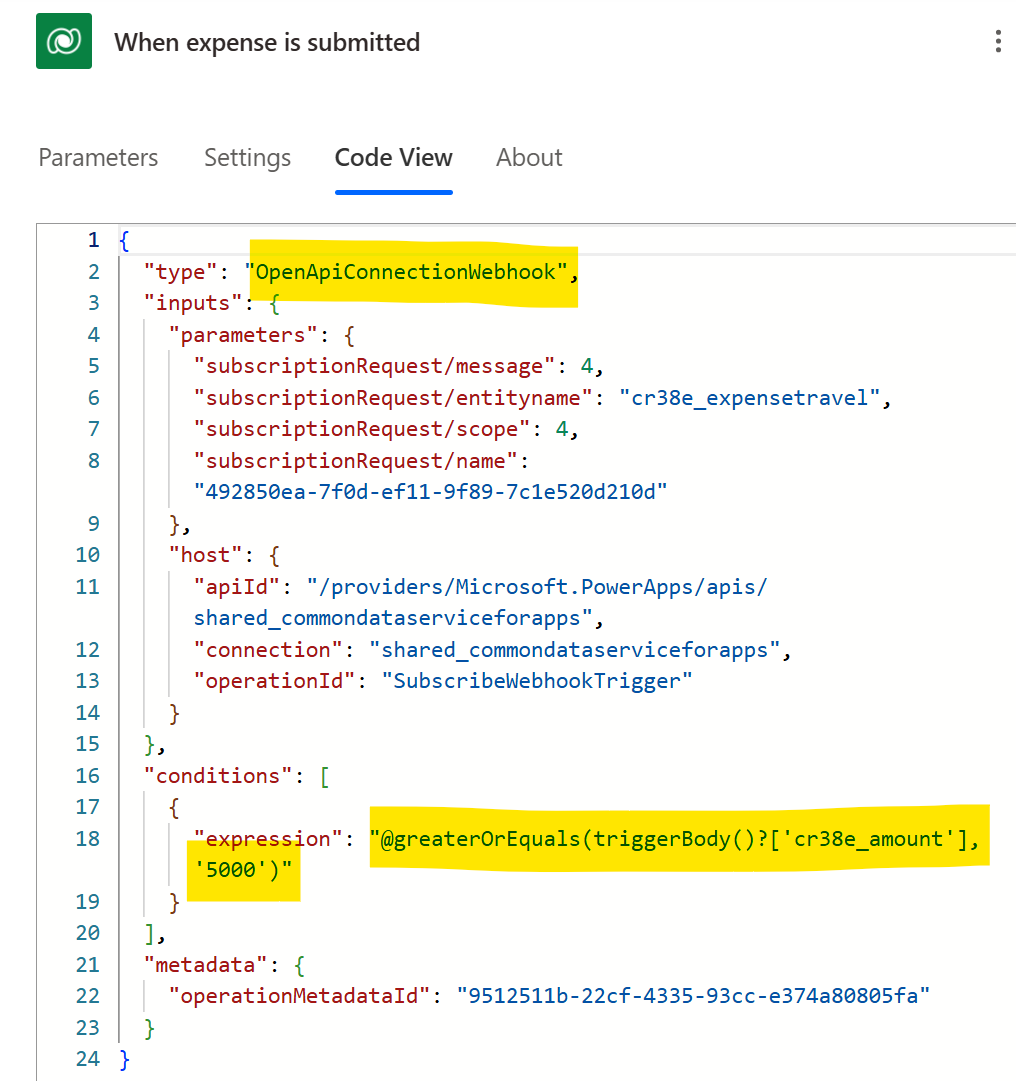 When expense is submitted
Parameters Settings Code View About
1 {
2 "type": "OpenApiConnectionWebhook",
3 "inputs": {
4 "parameters": {
5 "subscriptionRequest/message": 4,
6 "subscriptionRequest/entityname": "cr38e_expensetravel",
7 "subscriptionRequest/scope": 4,
8 "subscriptionRequest/name":
"492850ea-7f0d-ef11-9f89-7c1e520d210d"
9 },
10 "host": {
11 "apiId": "/providers/Microsoft.PowerApps/apis/
shared_commondataserviceforapps",
12 "connection": "shared_commondataserviceforapps",
13 "operationId": "SubscribeWebhookTrigger"
14 }
15 },
16 "conditions": [
17 {
18 "expression": "@greaterOrEquals(triggerBody()?['cr38e_amount'],
'5000')"
19 }
20 ],
21 "metadata": {
22 "operationMetadataId": "9512511b-22cf-4335-93cc-e374a80805fa"
23 }
24 }